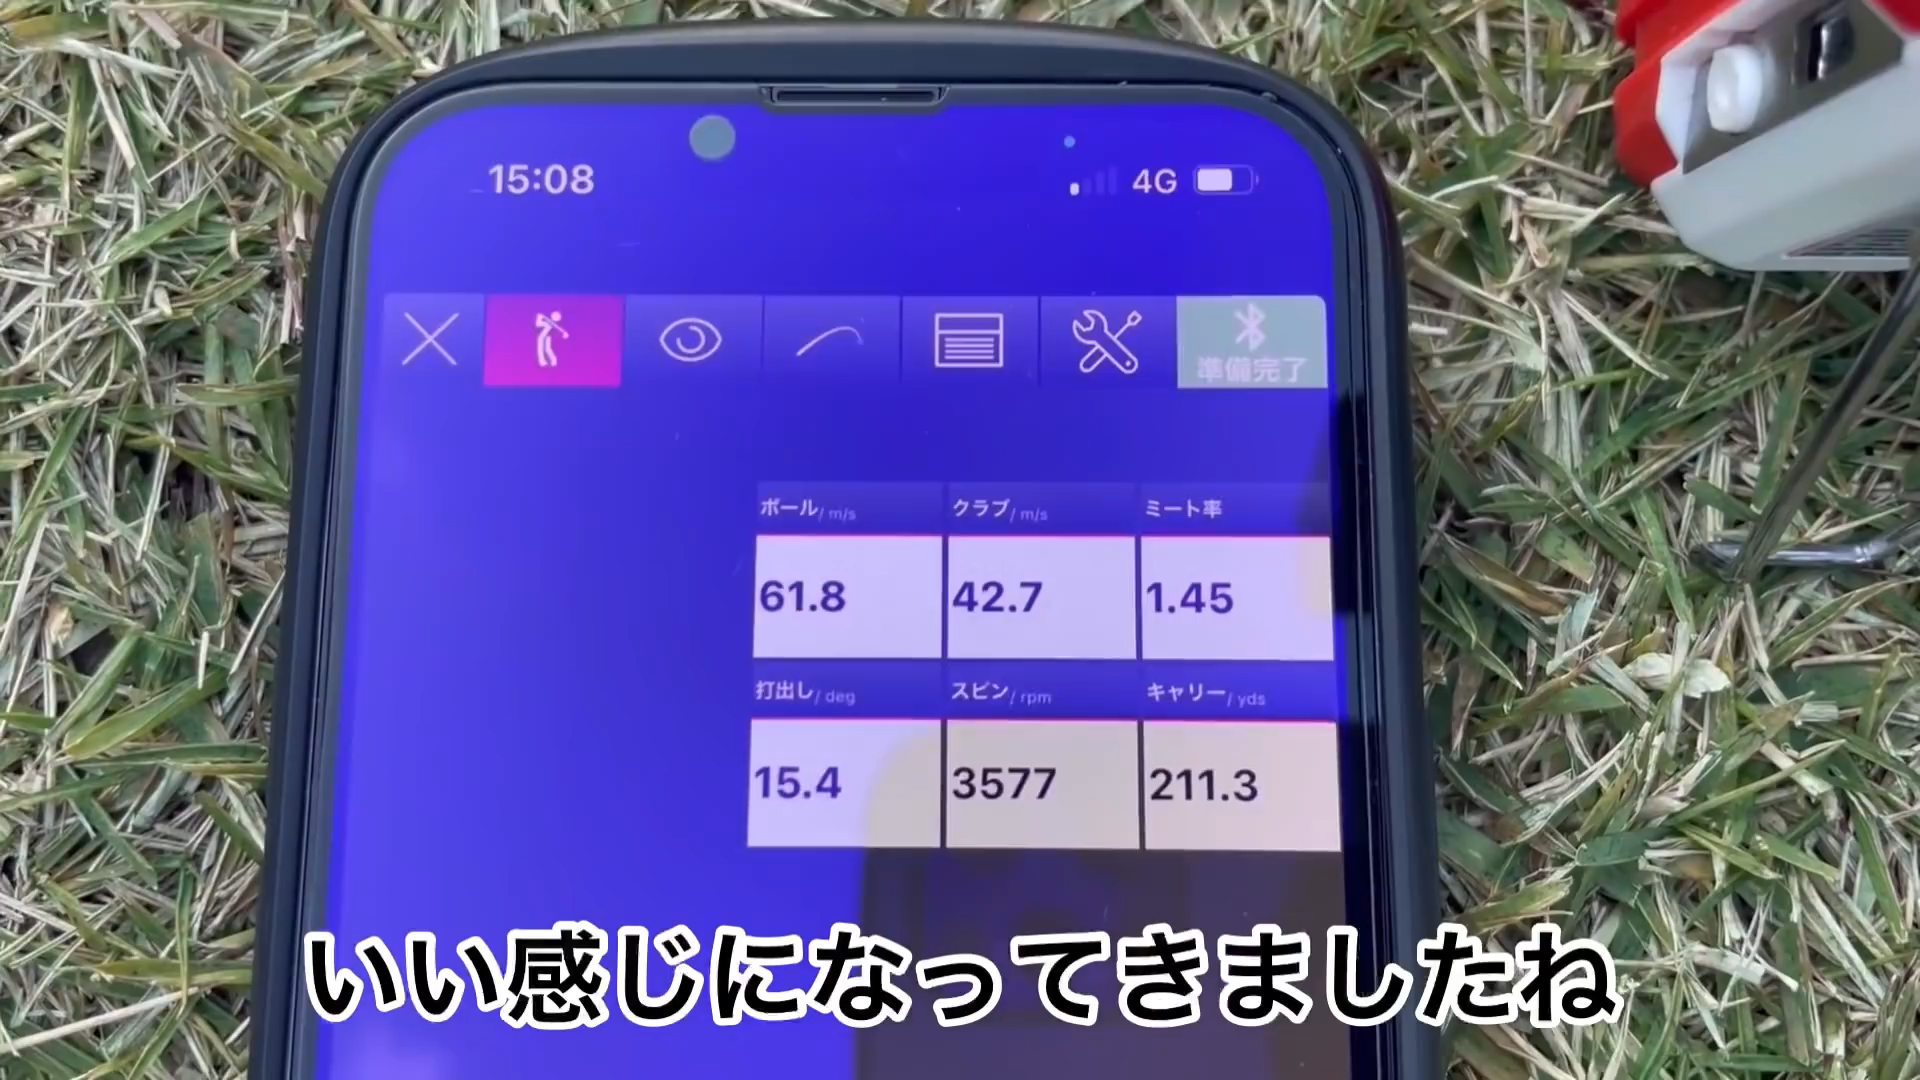 15:08
4G
準備完了
ボール/ m/s
クラブ/ m/s
ミート率
61.8
42.7
1.45
打出し/ deg
スピン/ rpm
キャリー/ yds
15.4
3577
211.3
いい感じになってきましたね